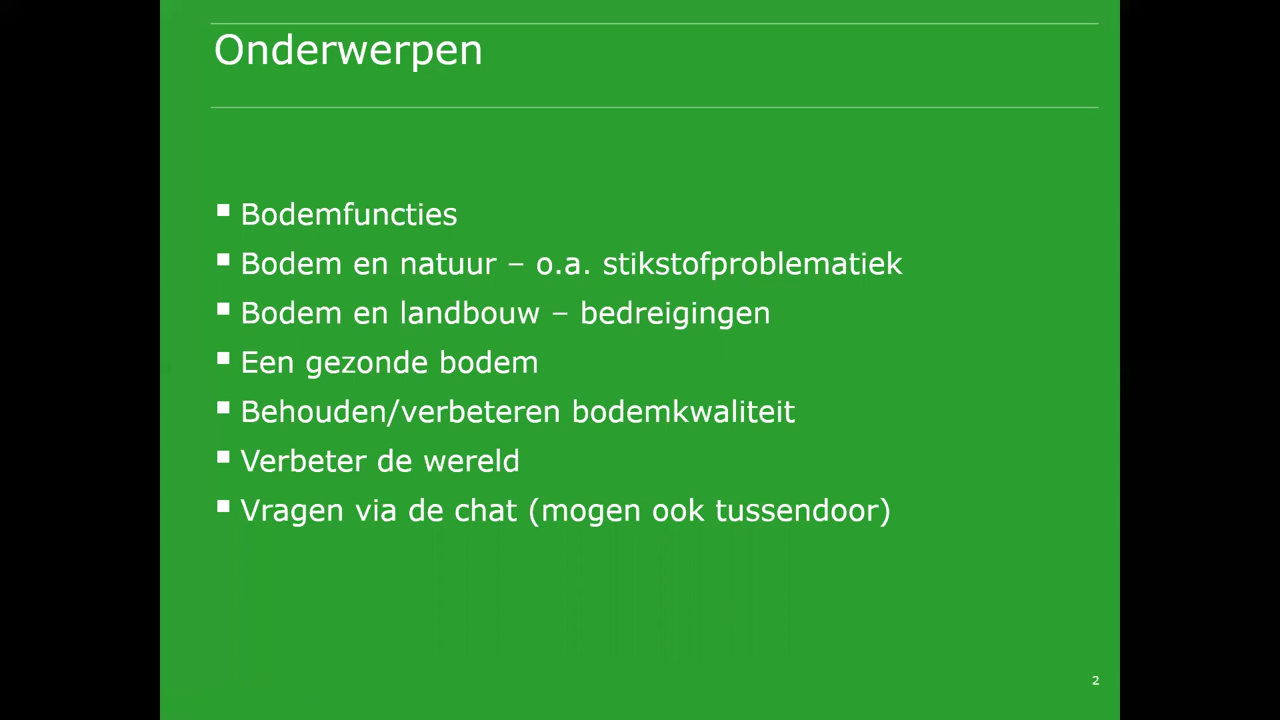 Onderwerpen
Bodemfuncties
Bodem en natuur – o.a. stikstofproblematiek
Bodem en landbouw – bedreigingen
Een gezonde bodem
Behouden/verbeteren bodemkwaliteit
Verbeter de wereld
Vragen via de chat (mogen ook tussendoor)
2